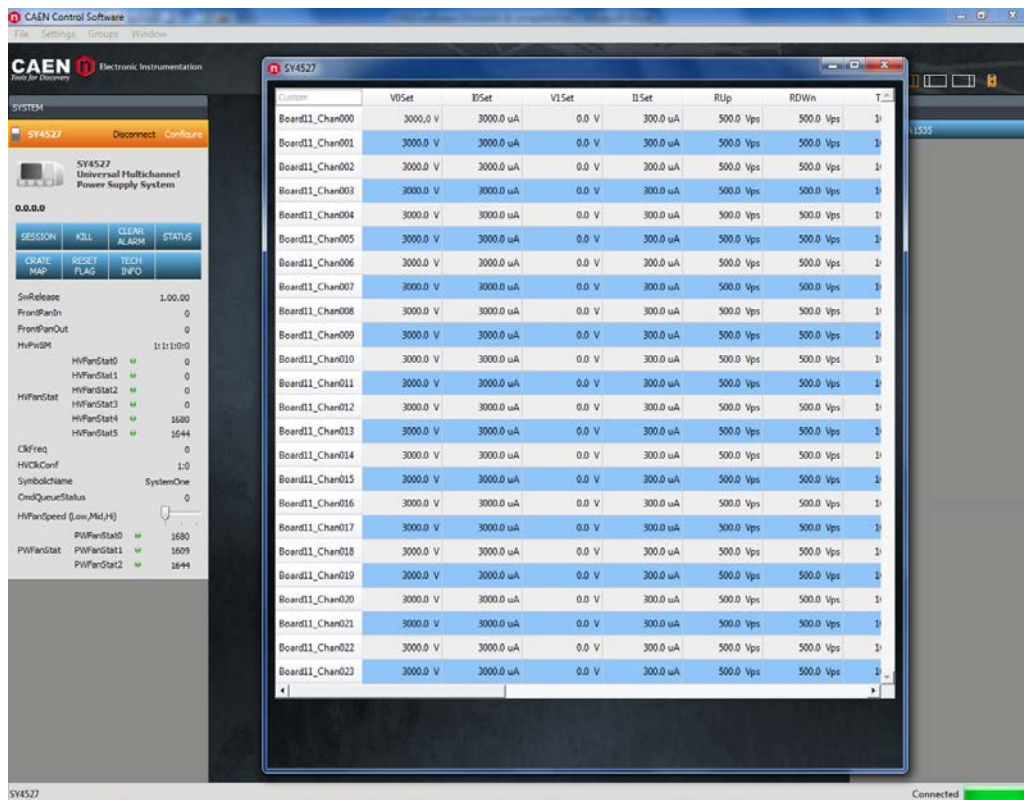 CAEN Control Software
File Settings Groups Window
CAEN n Electronic Instrumentation
Tools for Discovery
SYSTEM
SY4527 Disconnect Configure
SY4527
Universal Multichannel
Power Supply System
0.0.0.0
SESSION KILL CLEAR ALARM STATUS
CRATE MAP RESET FLAG TECH INFO
SwRelease 1.00.00
FrontPanIn 0
FrontPanOut 0
HVPwSM 1:1:1:0:0
HVFanStat
HVFanStat0 0
HVFanStat1 0
HVFanStat2 0
HVFanStat3 0
HVFanStat4 1680
HVFanStat5 1644
ClkFreq 0
HVClkConf 1:0
SymbolicName SystemOne
CmdQueueStatus 0
HVFanSpeed (Low,Mid,Hi)
PWFanStat
PWFanStat0 1680
PWFanStat1 1609
PWFanStat2 1644
SY4527
Custom V0Set I0Set V1Set I1Set RUp RDWn T
Board11_Chan000 3000,0 V 3000.0 uA 0.0 V 300.0 uA 500.0 Vps 500.0 Vps 1
Board11_Chan001 3000.0 V 3000.0 uA 0.0 V 300.0 uA 500.0 Vps 500.0 Vps 1
Board11_Chan002 3000.0 V 3000.0 uA 0.0 V 300.0 uA 500.0 Vps 500.0 Vps 1
Board11_Chan003 3000.0 V 3000.0 uA 0.0 V 300.0 uA 500.0 Vps 500.0 Vps 1
Board11_Chan004 3000.0 V 3000.0 uA 0.0 V 300.0 uA 500.0 Vps 500.0 Vps 1
Board11_Chan005 3000.0 V 3000.0 uA 0.0 V 300.0 uA 500.0 Vps 500.0 Vps 1
Board11_Chan006 3000.0 V 3000.0 uA 0.0 V 300.0 uA 500.0 Vps 500.0 Vps 1
Board11_Chan007 3000.0 V 3000.0 uA 0.0 V 300.0 uA 500.0 Vps 500.0 Vps 1
Board11_Chan008 3000.0 V 3000.0 uA 0.0 V 300.0 uA 500.0 Vps 500.0 Vps 1
Board11_Chan009 3000.0 V 3000.0 uA 0.0 V 300.0 uA 500.0 Vps 500.0 Vps 1
Board11_Chan010 3000.0 V 3000.0 uA 0.0 V 300.0 uA 500.0 Vps 500.0 Vps 1
Board11_Chan011 3000.0 V 3000.0 uA 0.0 V 300.0 uA 500.0 Vps 500.0 Vps 1
Board11_Chan012 3000.0 V 3000.0 uA 0.0 V 300.0 uA 500.0 Vps 500.0 Vps 1
Board11_Chan013 3000.0 V 3000.0 uA 0.0 V 300.0 uA 500.0 Vps 500.0 Vps 1
Board11_Chan014 3000.0 V 3000.0 uA 0.0 V 300.0 uA 500.0 Vps 500.0 Vps 1
Board11_Chan015 3000.0 V 3000.0 uA 0.0 V 300.0 uA 500.0 Vps 500.0 Vps 1
Board11_Chan016 3000.0 V 3000.0 uA 0.0 V 300.0 uA 500.0 Vps 500.0 Vps 1
Board11_Chan017 3000.0 V 3000.0 uA 0.0 V 300.0 uA 500.0 Vps 500.0 Vps 1
Board11_Chan018 3000.0 V 3000.0 uA 0.0 V 300.0 uA 500.0 Vps 500.0 Vps 1
Board11_Chan019 3000.0 V 3000.0 uA 0.0 V 300.0 uA 500.0 Vps 500.0 Vps 1
Board11_Chan020 3000.0 V 3000.0 uA 0.0 V 300.0 uA 500.0 Vps 500.0 Vps 1
Board11_Chan021 3000.0 V 3000.0 uA 0.0 V 300.0 uA 500.0 Vps 500.0 Vps 1
Board11_Chan022 3000.0 V 3000.0 uA 0.0 V 300.0 uA 500.0 Vps 500.0 Vps 1
Board11_Chan023 3000.0 V 3000.0 uA 0.0 V 300.0 uA 500.0 Vps 500.0 Vps 1
1535
SY4527 Connected